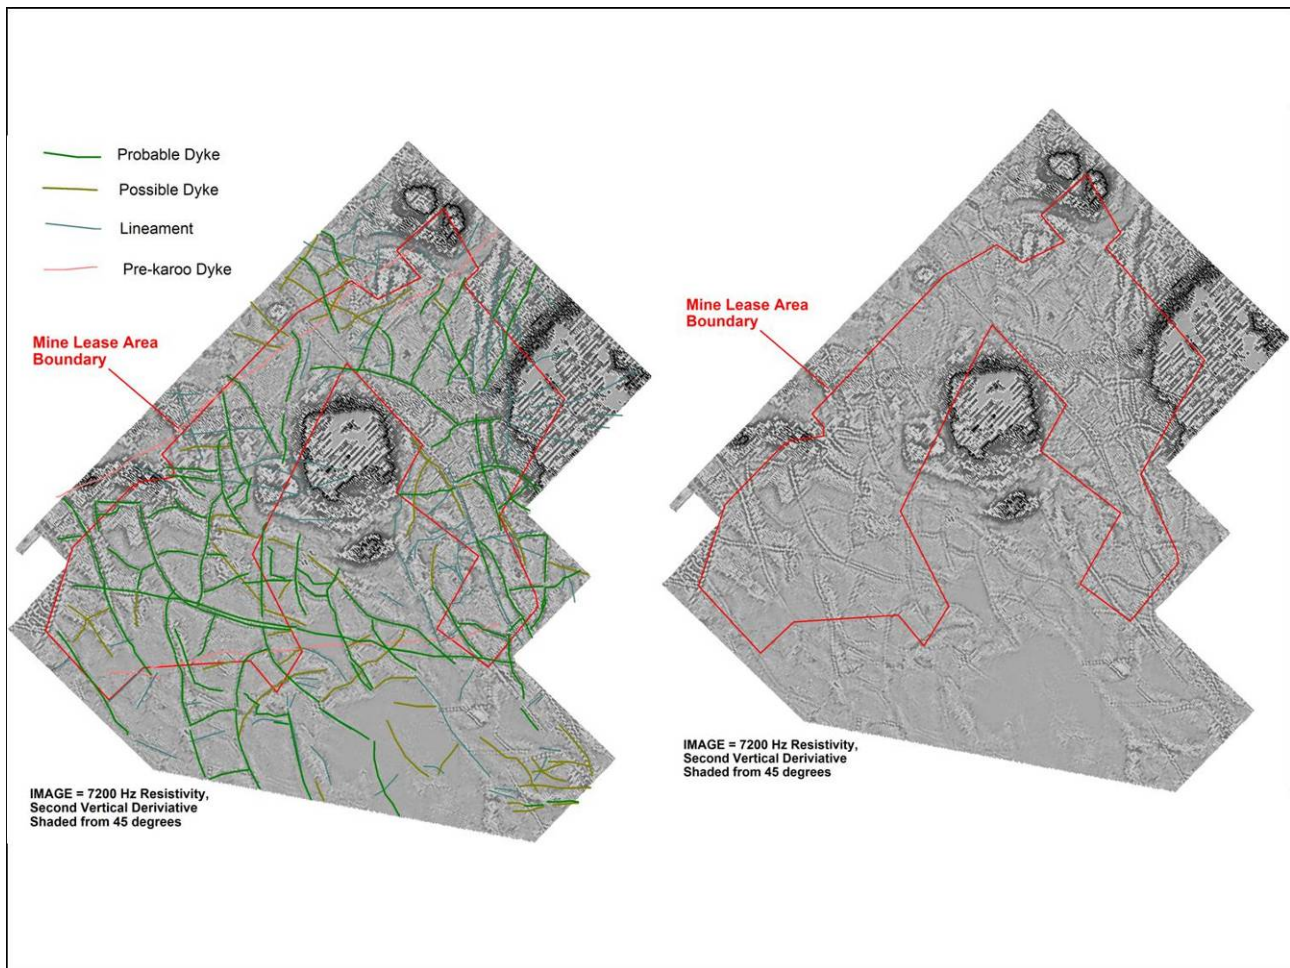 Probable Dyke
Possible Dyke
Lineament
Pre-karoo Dyke
Mine Lease Area
Boundary
IMAGE = 7200 Hz Resistivity,
Second Vertical Deriviative
Shaded from 45 degrees
Mine Lease Area
Boundary
IMAGE = 7200 Hz Resistivity,
Second Vertical Deriviative
Shaded from 45 degrees